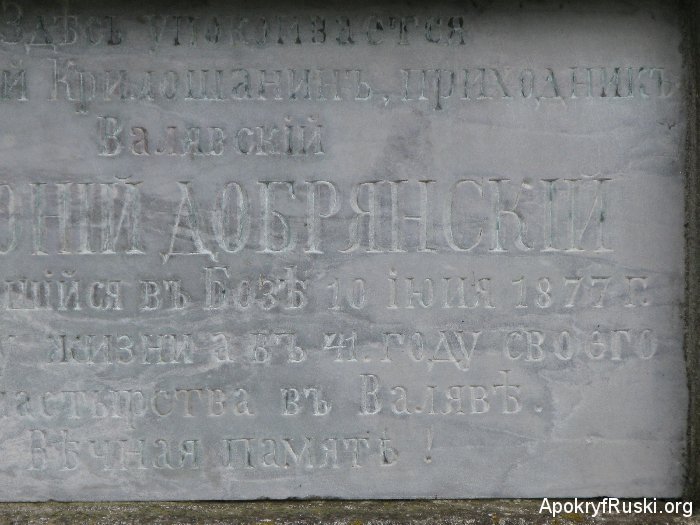 Здѣсь упокоивается
й Крилошанинъ, приходникъ
Валявскій
оній Добрянскій
шійся въ Бозѣ 10 Іюня 1877 г.
у жизни а въ 41. году своего
пастырства въ Валявѣ.
Вѣчная память !
ApokryfRuski.org